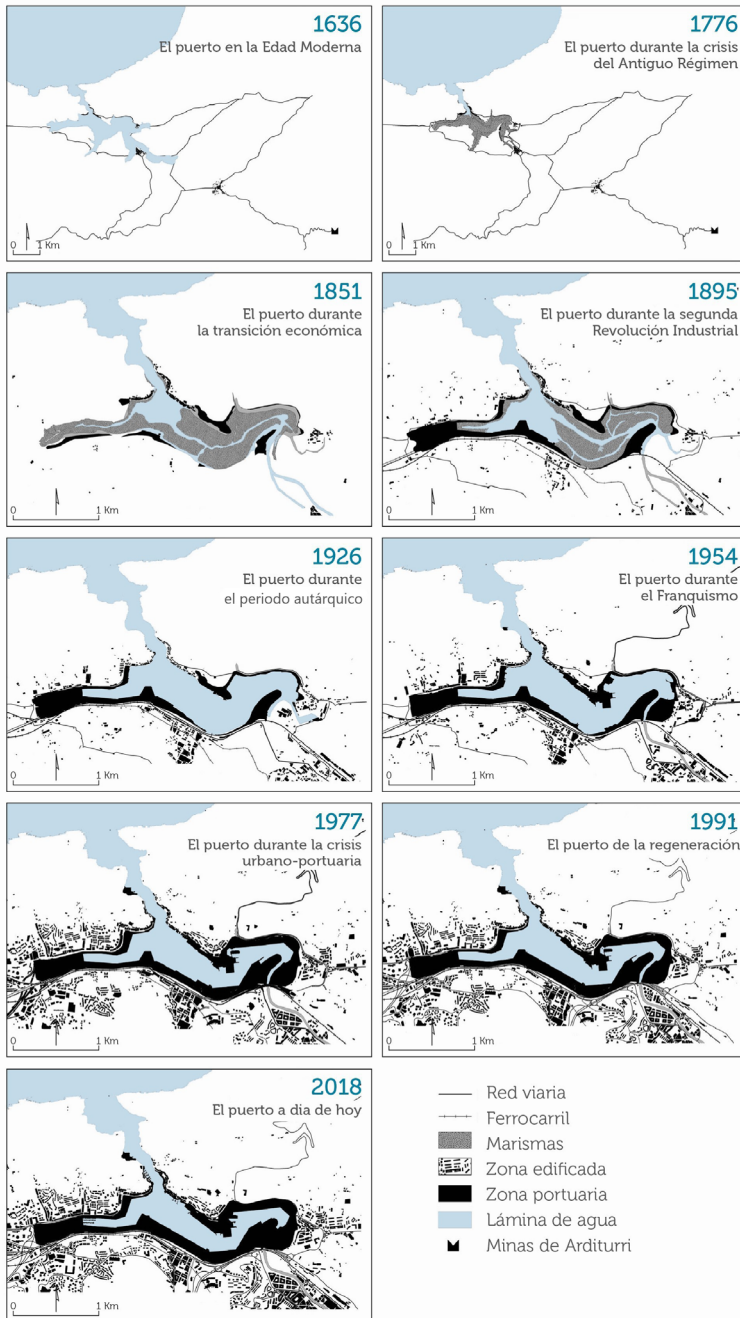 1636
El puerto en la Edad Moderna
0 1 Km
1776
El puerto durante la crisis
del Antiguo Régimen
0 1 Km
1851
El puerto durante
la transición económica
0 1 Km
1895
El puerto durante la segunda
Revolución Industrial
0 1 Km
1926
El puerto durante
el periodo autárquico
0 1 Km
1954
El puerto durante
el Franquismo
0 1 Km
1977
El puerto durante la crisis
urbano-portuaria
0 1 Km
1991
El puerto de la regeneración
0 1 Km
2018
El puerto a dia de hoy
0 1 Km
Red viaria
Ferrocarril
Marismas
Zona edificada
Zona portuaria
Lámina de agua
Minas de Arditurri